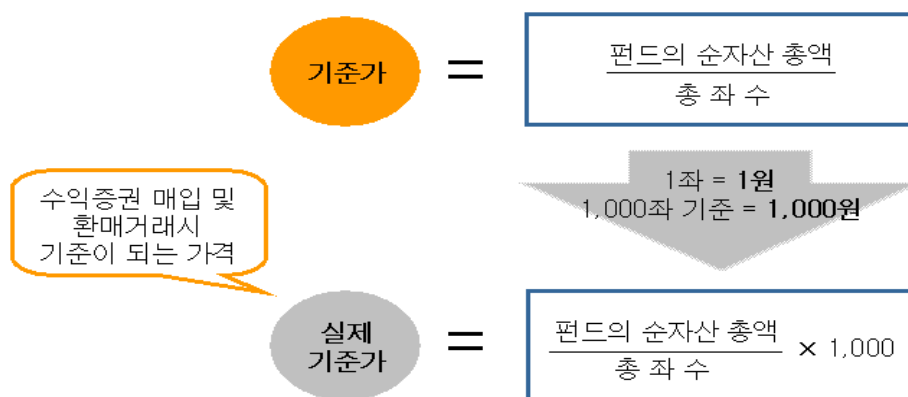 기준가
=
펀드의 순자산 총액
총 좌 수
1좌 = 1원
1,000좌 기준 = 1,000원
수익증권 매입 및
환매거래시
기준이 되는 가격
실제
기준가
=
펀드의 순자산 총액
총 좌 수
× 1,000